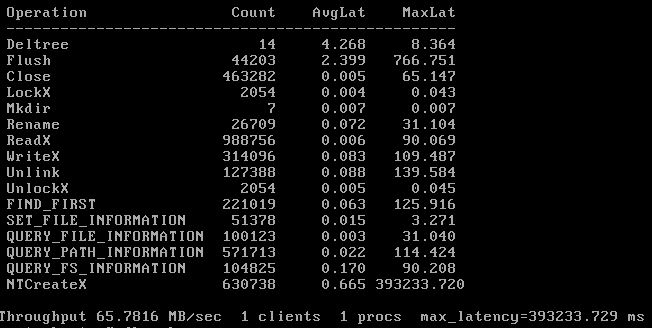 Operation Count AvgLat MaxLat
--------------------------------------------------
Deltree 14 4.268 8.364
Flush 44203 2.399 766.751
Close 463282 0.005 65.147
LockX 2054 0.004 0.043
Mkdir 7 0.007 0.007
Rename 26709 0.072 31.104
ReadX 988756 0.006 90.069
WriteX 314096 0.083 109.487
Unlink 127388 0.088 139.584
UnlockX 2054 0.005 0.045
FIND_FIRST 221019 0.063 125.916
SET_FILE_INFORMATION 51378 0.015 3.271
QUERY_FILE_INFORMATION 100123 0.003 31.040
QUERY_PATH_INFORMATION 571713 0.022 114.424
QUERY_FS_INFORMATION 104825 0.170 90.208
NTCreateX 630738 0.665 393233.720
Throughput 65.7816 MB/sec 1 clients 1 procs max_latency=393233.729 ms